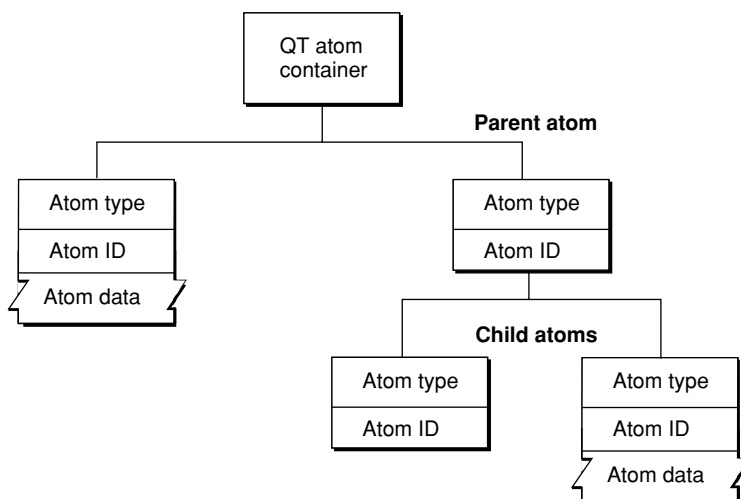 QT atom
container
Parent atom
Atom type
Atom ID
Atom data
Atom type
Atom ID
Child atoms
Atom type
Atom ID
Atom type
Atom ID
Atom data